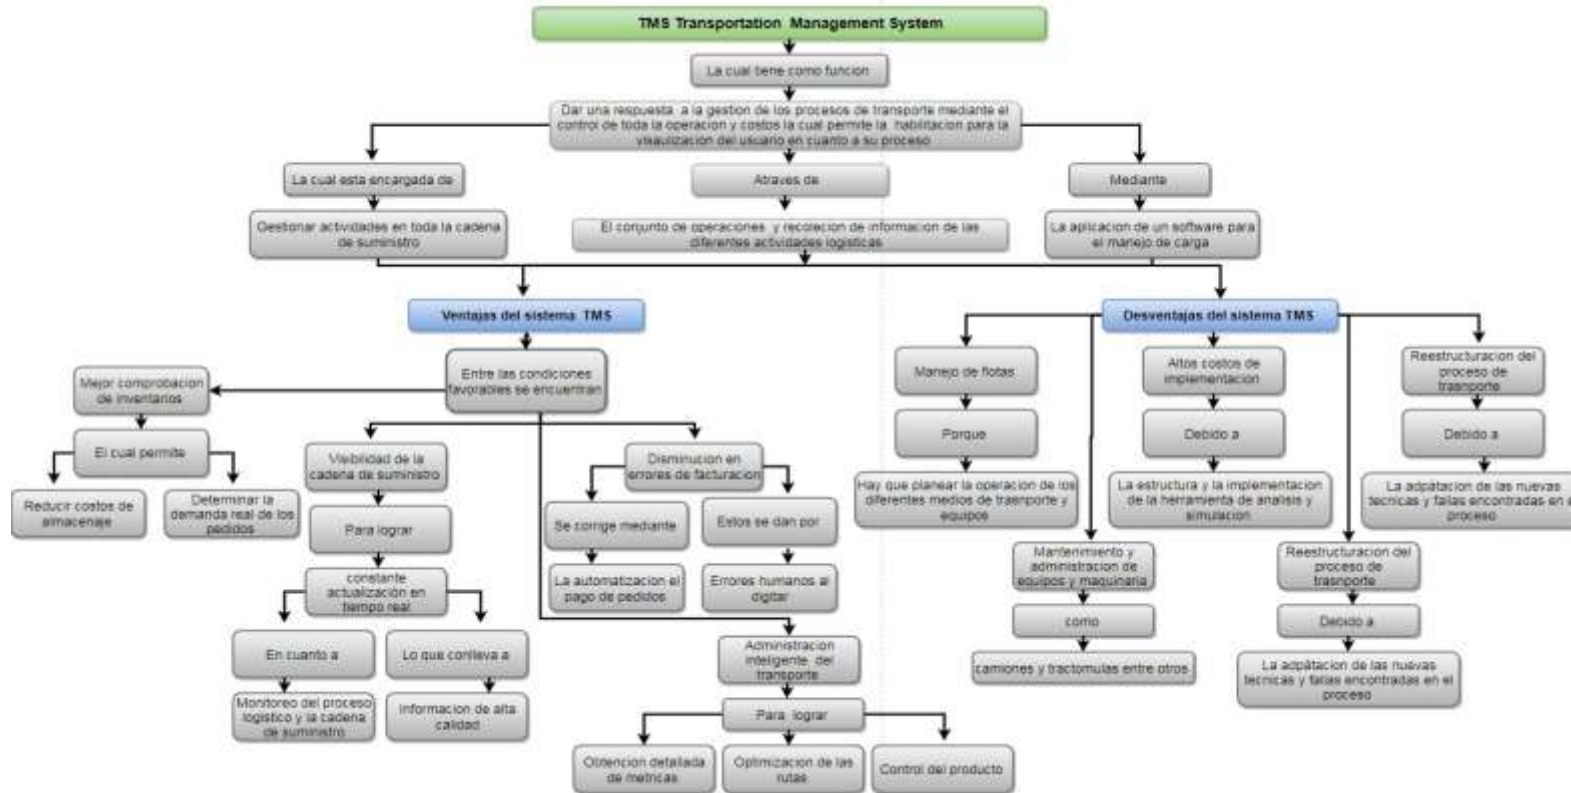 TMS Transportation Management System
La cual tiene como funcion
Dar una respuesta a la gestion de los procesos de transporte mediante el
control de toda la operacion y costos la cual permite la habilitacion para la
visaulización del usuario en cuanto a su proceso
La cual esta encargada de
Atraves de
Mediante
Gestionar actividades en toda la cadena
de suministro
El conjunto de operaciones y recolecion de informacion de las
diferentes actividades logisticas.
La aplicacion de un software para
el manejo de carga
Ventajas del sistema TMS
Desventajas del sistema TMS
Entre las condiciones
favorables se encuentran
Mejor comprobacion
de inventarios
El cual permite
Reducir costos de
almacenaje
Determinar la
demanda real de los
pedidos
Visibilidad de la
cadena de suministro
Para lograr
constante
actualización en
tiempo real
En cuanto a
Lo que conlleva a
Monitoreo del proceso
logistico y la cadena
de suministro
Informacion de alta
calidad
Disminucion en
errores de facturacion
Se corrige mediante
Estos se dan por
La automatizacion el
pago de pedidos
Errores humanos al
digitar
Administracion
inteligente del
transporte
Para lograr
Obtencion detallada
de metricas
Optimizacion de las
rutas
Control del producto
Manejo de flotas
Porque
Hay que planear la operacion de los
diferentes medios de trasnporte y
equipos
Altos costos de
implementacion
Debido a
La estructura y la implementacion
de la herramienta de analisis y
simulacion
Reestructuracion del
proceso de
trasnporte
Debido a
La adpàtacion de las nuevas
tecnicas y fallas encontradas en el
proceso
Mantenimiento y
administracion de
equipos y maquinaria
como
camiones y tractomulas entre otros
Reestructuracion del
proceso de
trasnporte
Debido a
La adpàtacion de las nuevas
tecnicas y fallas encontradas en el
proceso